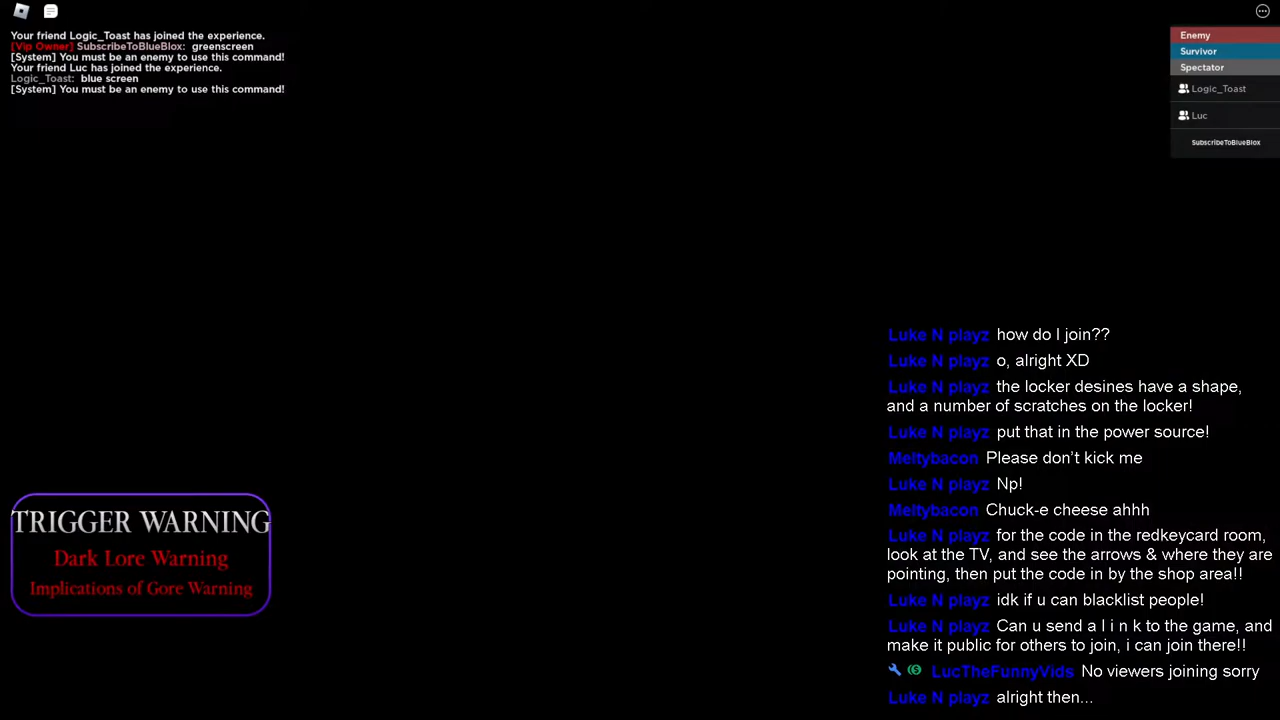 Your friend Logic_Toast has joined the experience.
[Vip Owner] SubscribeToBlueBlox: greenscreen
[System] You must be an enemy to use this command!
Your friend Luc has joined the experience.
Logic_Toast: blue screen
[System] You must be an enemy to use this command!
Enemy
Survivor
Spectator
Logic_Toast
Luc
SubscribeToBlueBlox
TRIGGER WARNING
Dark Lore Warning
Implications of Gore Warning
Luke N playz how do I join??
Luke N playz o, alright XD
Luke N playz the locker desines have a shape,
and a number of scratches on the locker!
Luke N playz put that in the power source!
Meltybacon Please don't kick me
Luke N playz Np!
Meltybacon Chuck-e cheese ahhh
Luke N playz for the code in the redkeycard room,
look at the TV, and see the arrows & where they are
pointing, then put the code in by the shop area!!
Luke N playz idk if u can blacklist people!
Luke N playz Can u send a l i n k to the game, and
make it public for others to join, i can join there!!
LucTheFunnyVids No viewers joining sorry
Luke N playz alright then...